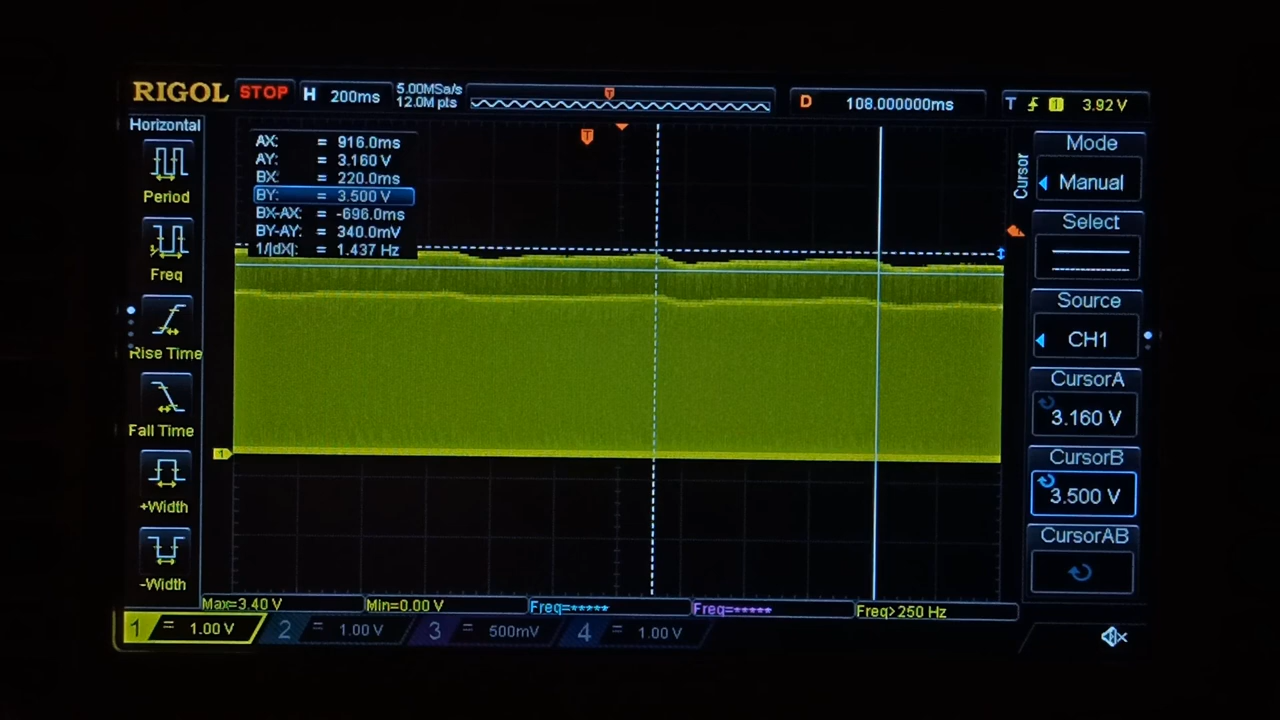 RIGOL STOP H 200ms 5.00MSa/s D 108.000000ms T 1 3.92 V
12.0M pts
T
Horizontal
Period
Freq
Rise Time
Fall Time
+Width
-Width
AX: = 916.0ms
AY: = 3.160 V
BX: = 220.0ms
BY: = 3.500 V
BX-AX: = -696.0ms
BY-AY: = 340.0mV
1/|dX|: = 1.437 Hz
T
1
Cursor
Mode
Manual
Select
Source
CH1
CursorA
3.160 V
CursorB
3.500 V
CursorAB
Max=3.40 V Min=0.00 V Freq=***** Freq=***** Freq>250 Hz
1 = 1.00 V 2 = 1.00 V 3 = 500mV 4 = 1.00 V